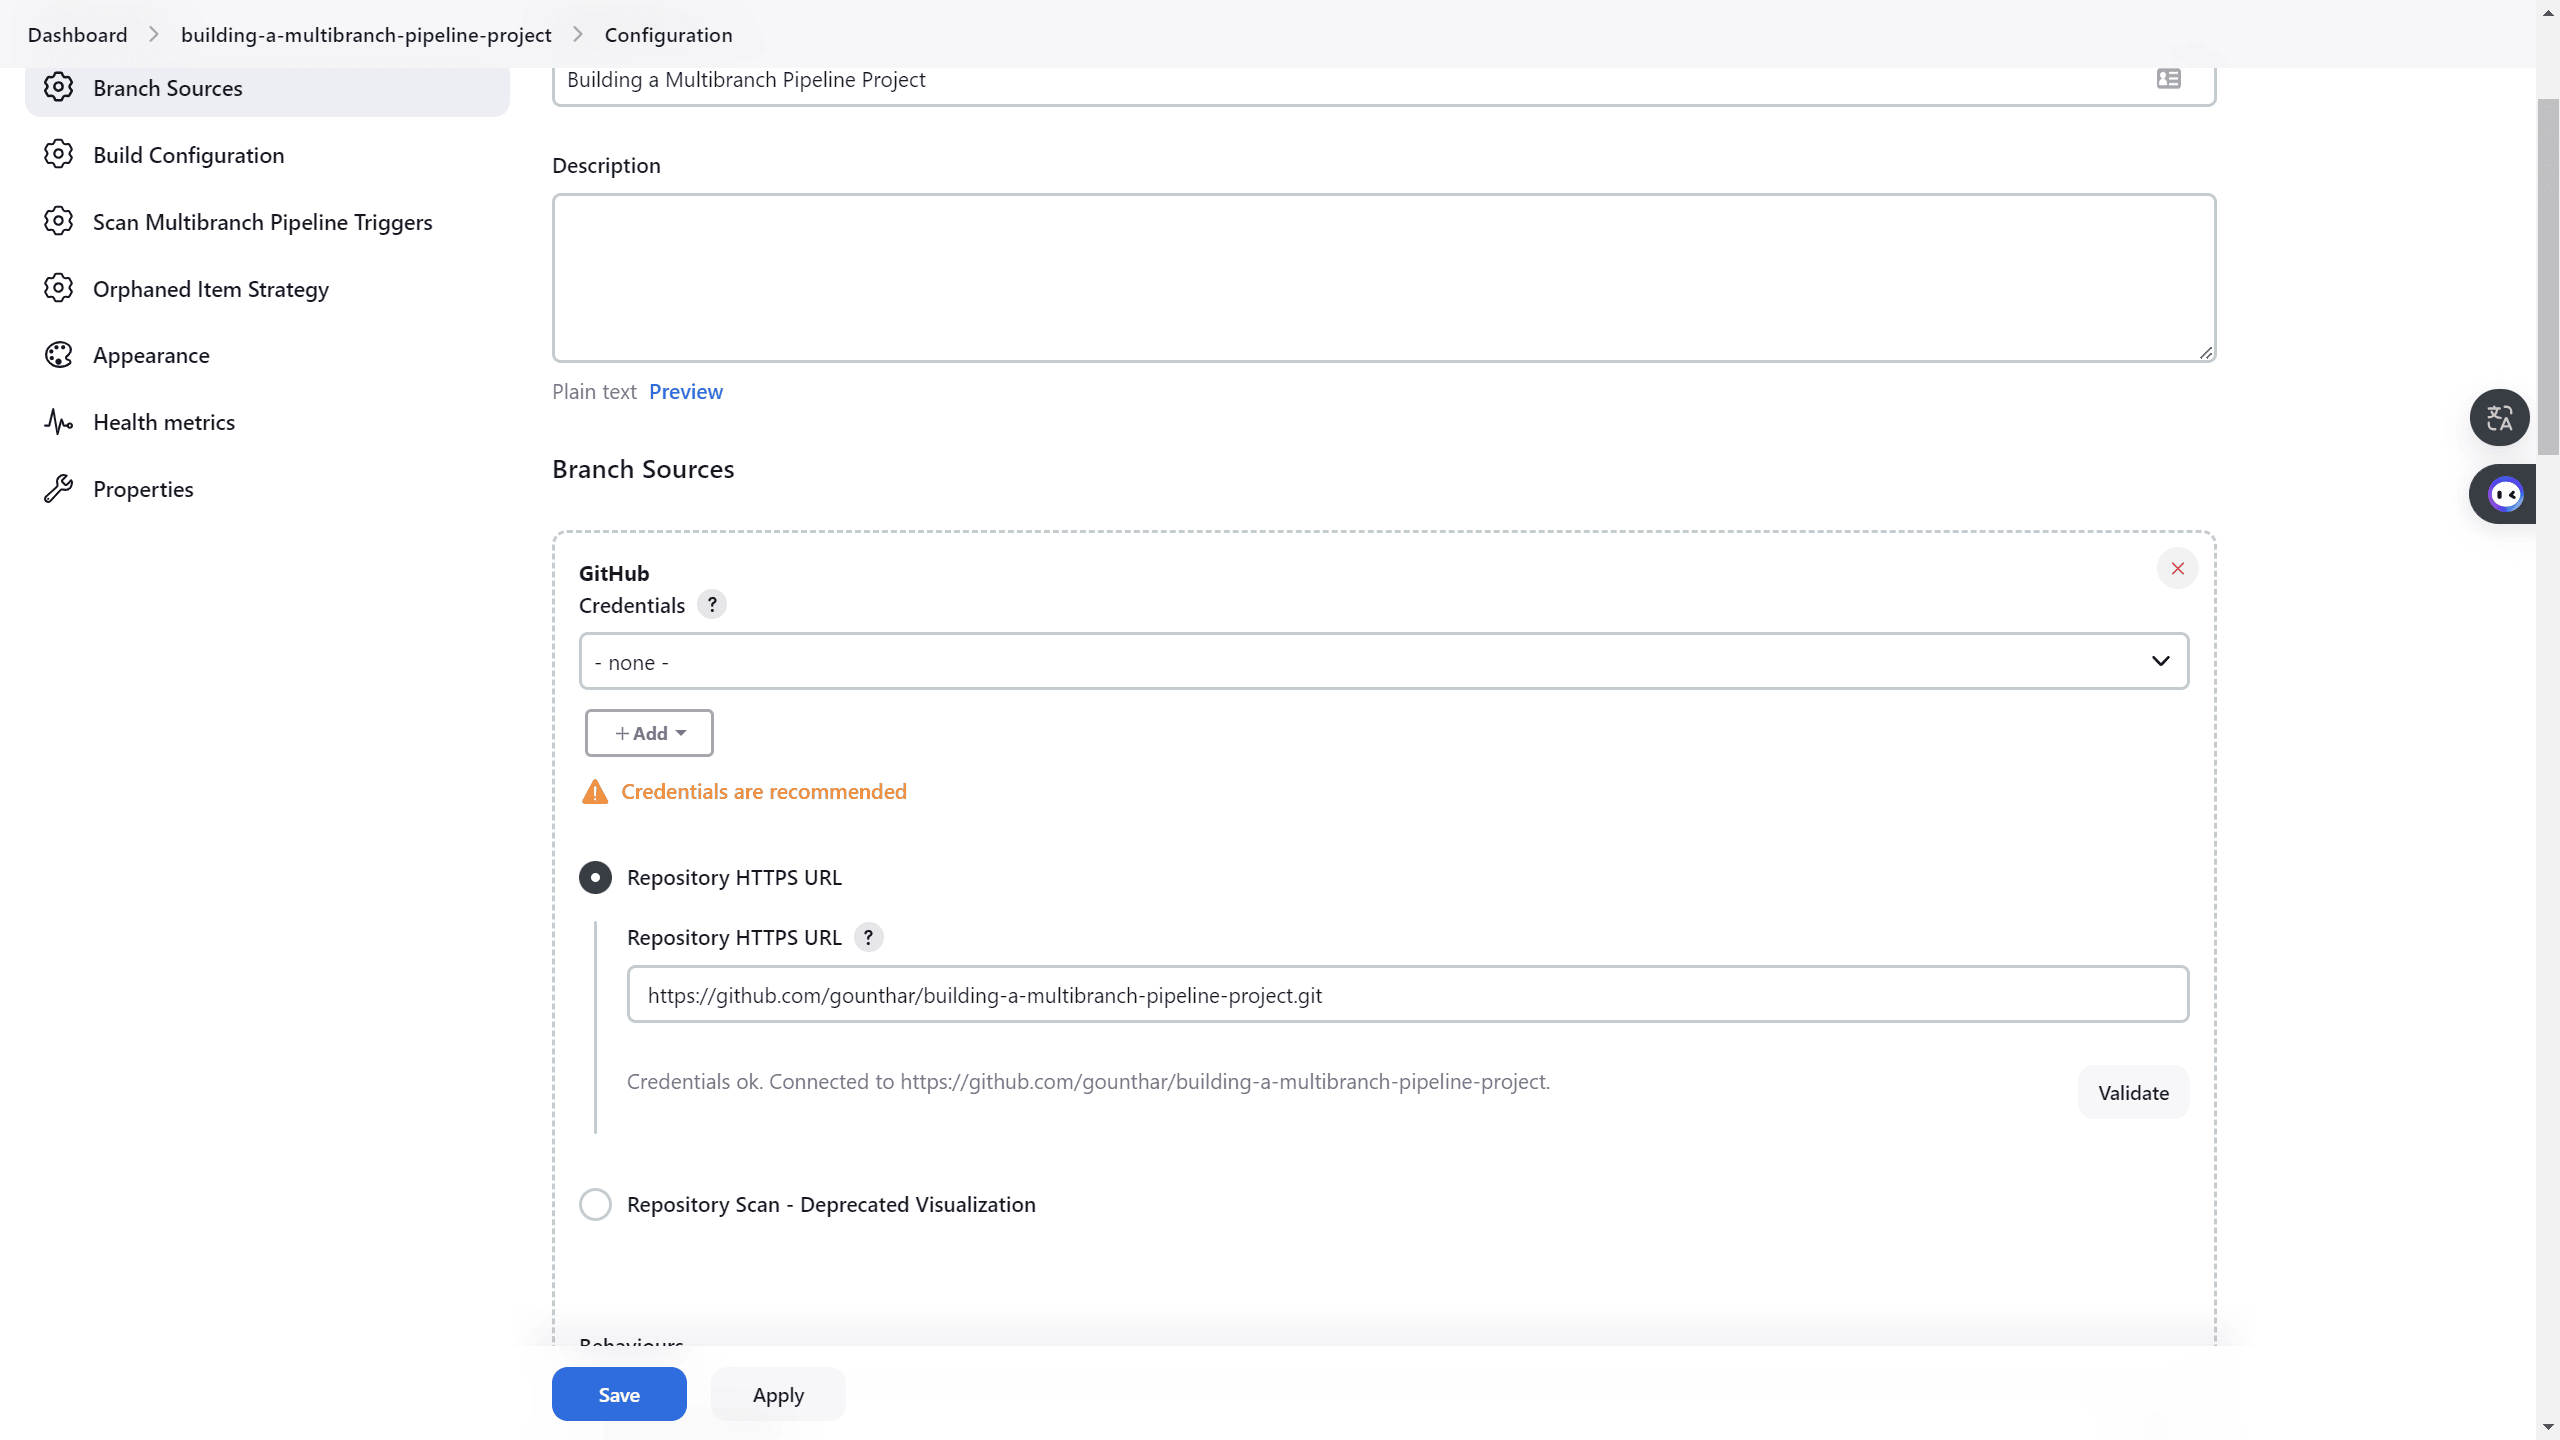 Dashboard
building-a-multibranch-pipeline-project
Configuration
Branch Sources
Build Configuration
Scan Multibranch Pipeline Triggers
Orphaned Item Strategy
Appearance
Health metrics
Properties
Building a Multibranch Pipeline Project
Description
Plain text Preview
Branch Sources
GitHub
Credentials ?
- none -
+ Add
Credentials are recommended
Repository HTTPS URL
Repository HTTPS URL ?
https://github.com/gounthar/building-a-multibranch-pipeline-project.git
Credentials ok. Connected to https://github.com/gounthar/building-a-multibranch-pipeline-project.
Validate
Repository Scan - Deprecated Visualization
Behaviours
Save
Apply